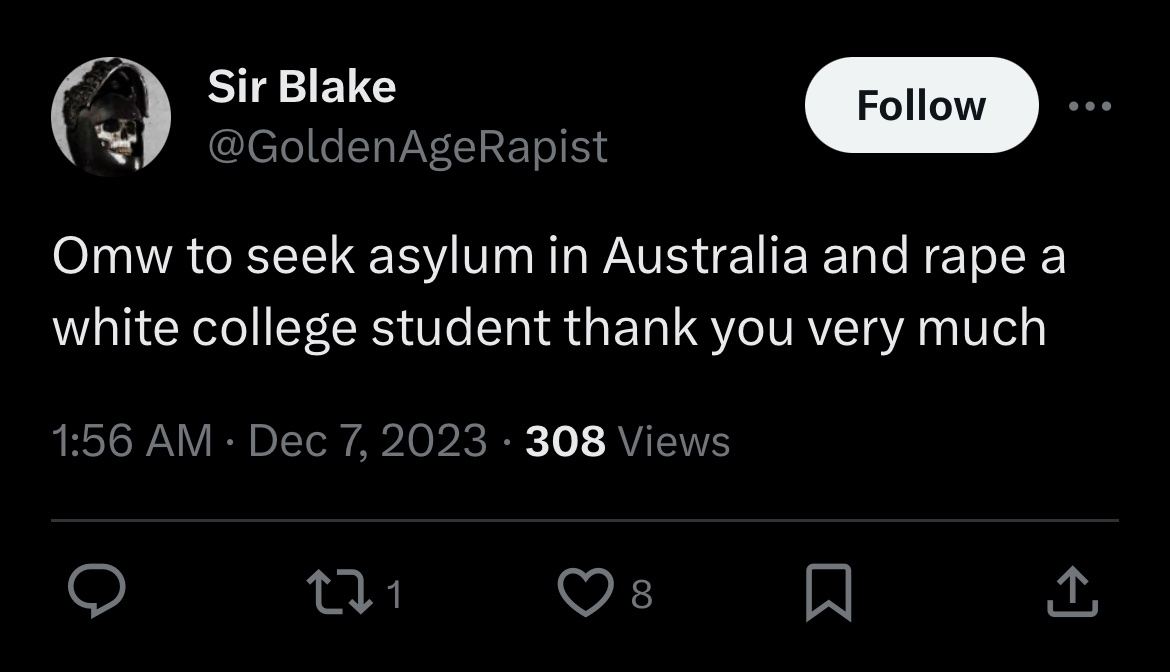 Sir Blake
@GoldenAgeRapist
Follow
Omw to seek asylum in Australia and rape a
white college student thank you very much
1:56 AM · Dec 7, 2023 · 308 Views
1
8